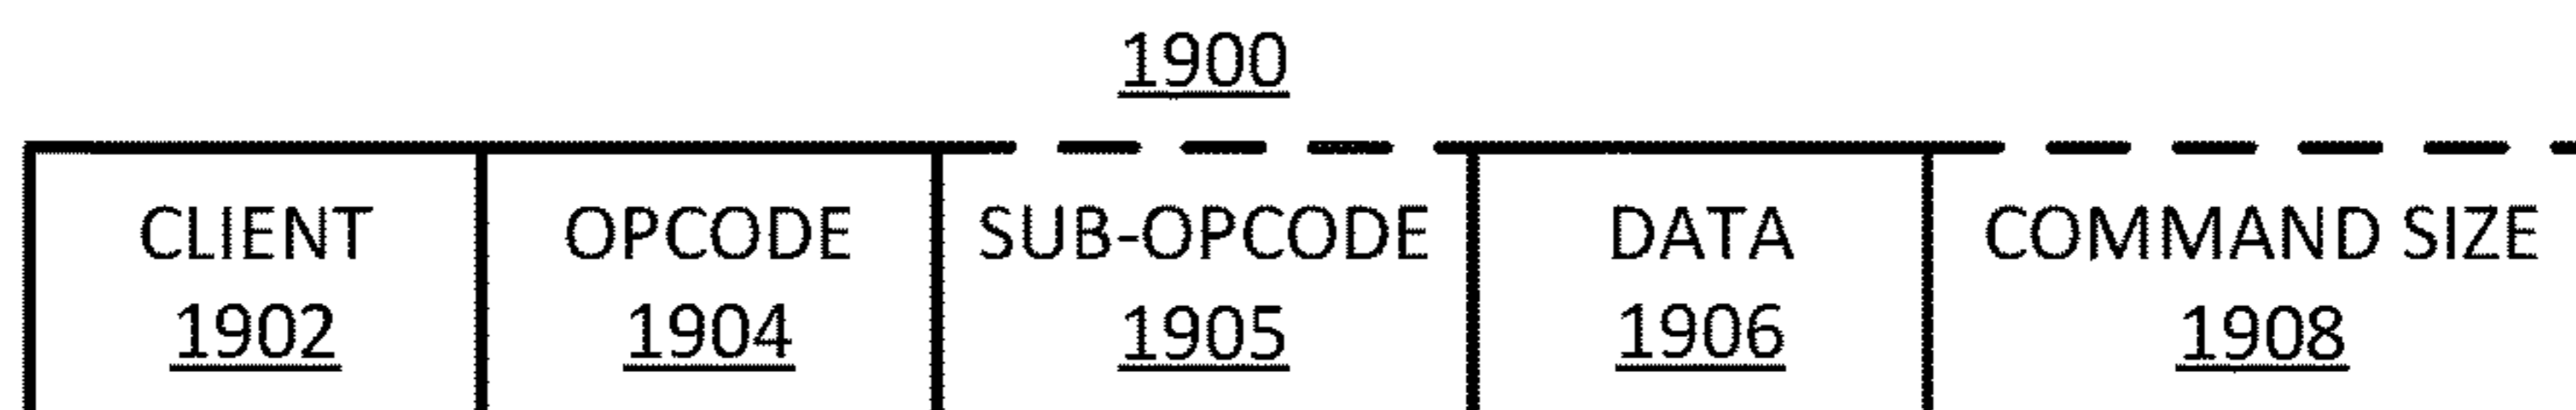 1900
CLIENT OPCODE SUB-OPCODE DATA COMMAND SIZE
1902 1904 1905 1906 1908